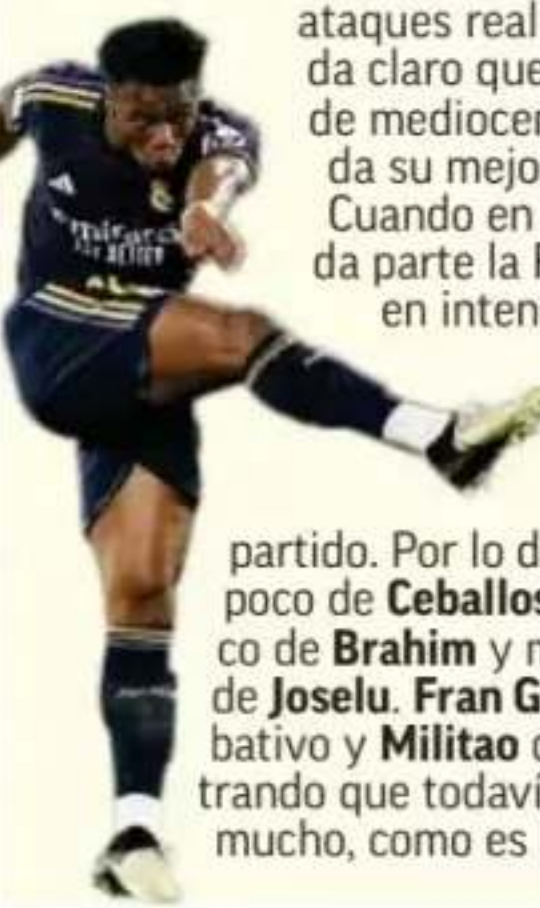 ataques real
da claro que
de mediocen
da su mejo
Cuando en
da parte la
en inten
partido. Por lo d
poco de Ceballos
co de Brahim y
de Joselu. Fran G
bativo y Militao
trando que todaví
mucho, como es